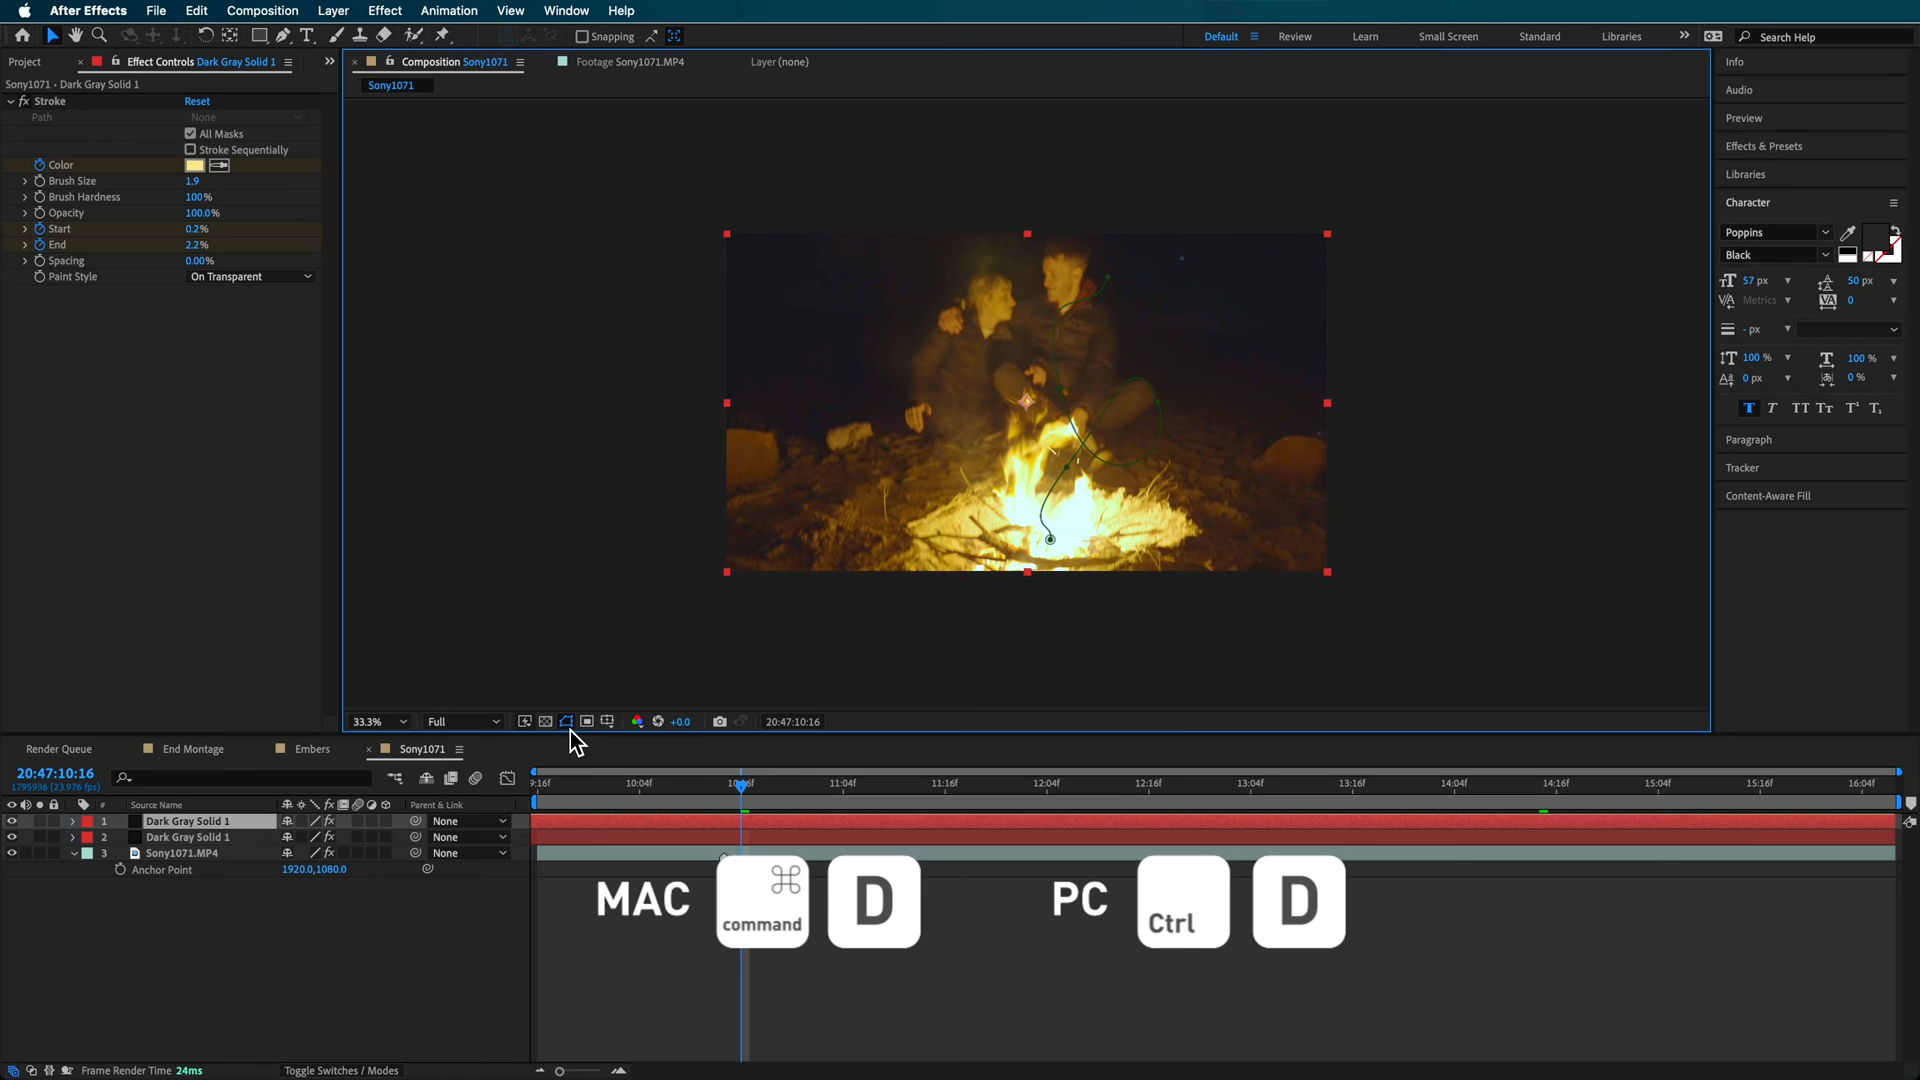 After Effects File Edit Composition Layer Effect Animation View Window Help
Snapping Default Review Learn Small Screen Standard Libraries Search Help
Project Effect Controls Dark Gray Solid 1
Composition Sony1071 Footage Sony1071.MP4 Layer (none)
Sony1071 • Dark Gray Solid 1
Sony1071
fx Stroke Reset
Path None
All Masks
Stroke Sequentially
Color
Brush Size 1.9
Brush Hardness 100%
Opacity 100.0%
Start 0.2%
End 2.2%
Spacing 0.00%
Paint Style On Transparent
Info
Audio
Preview
Effects & Presets
Libraries
Character
Poppins
Black
57 px 50 px
Metrics 0
- px
100 % 100 %
0 px 0 %
Paragraph
Tracker
Content-Aware Fill
33.3% Full +0.0 20:47:10:16
Render Queue End Montage Embers Sony1071
20:47:10:16
1795936 (23.976 fps)
9:16f 10:04f 11:04f 11:16f 12:04f 12:16f 13:04f 13:16f 14:04f 14:16f 15:04f 15:16f 16:04f
# Source Name Parent & Link
1 Dark Gray Solid 1 None
2 Dark Gray Solid 1 None
3 Sony1071.MP4 None
Anchor Point 1920.0,1080.0
MAC command D PC Ctrl D
Frame Render Time 24ms Toggle Switches / Modes